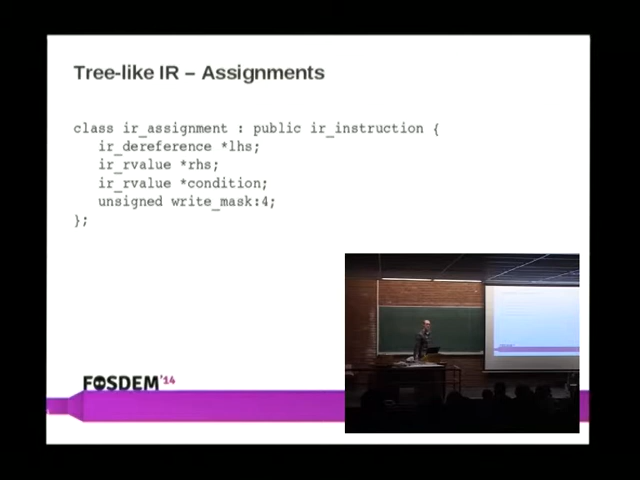 Tree-like IR – Assignments
class ir_assignment : public ir_instruction {
ir_dereference *lhs;
ir_rvalue *rhs;
ir_rvalue *condition;
unsigned write_mask:4;
};
FOSDEM'14